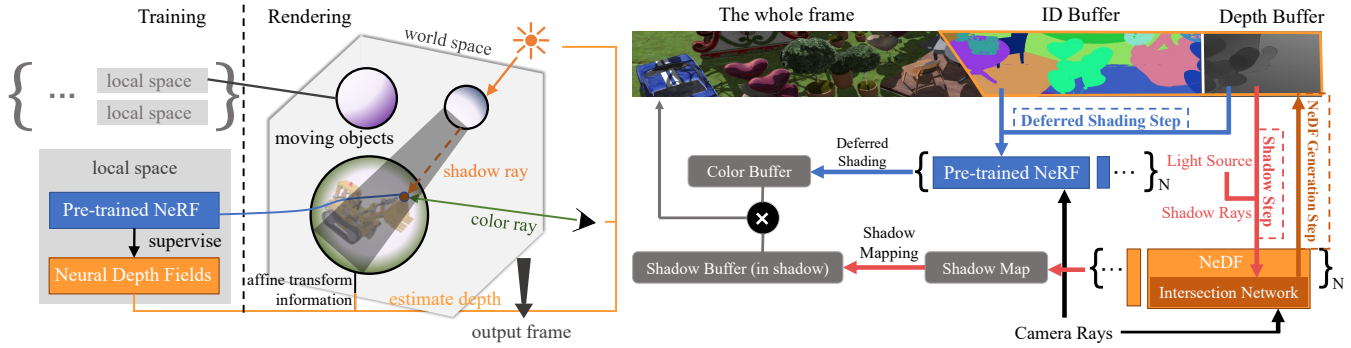 Training
Rendering
{ ... local space }
local space
local space
Pre-trained NeRF
supervise
Neural Depth Fields
world space
moving objects
shadow ray
color ray
affine transform
information
estimate depth
output frame
The whole frame
ID Buffer
Depth Buffer
Deferred Shading Step
NeDF Generation Step
Shadow Step
Light Source
Shadow Rays
Deferred
Shading
Color Buffer
{ Pre-trained NeRF ... } N
×
Shadow
Mapping
Shadow Buffer (in shadow)
Shadow Map
{ ... NeDF } N
Intersection Network
Camera Rays